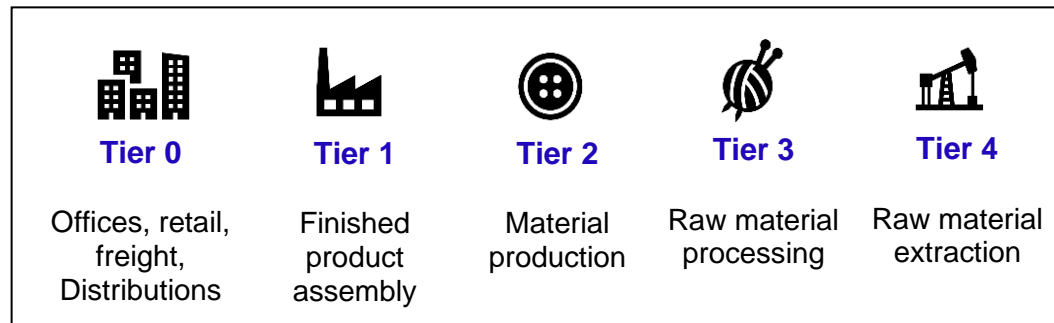 Tier 0
Offices, retail,
freight,
Distributions
Tier 1
Finished
product
assembly
Tier 2
Material
production
Tier 3
Raw material
processing
Tier 4
Raw material
extraction